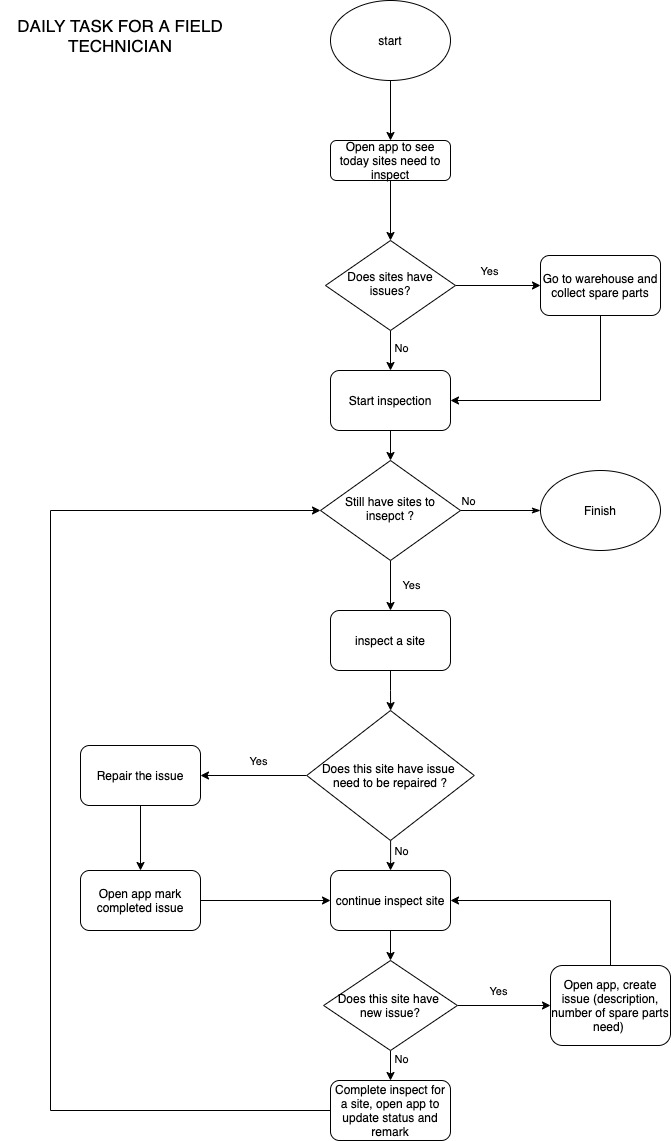 DAILY TASK FOR A FIELD
TECHNICIAN
start
Open app to see
today sites need to
inspect
Does sites have
issues?
Yes
Go to warehouse and
collect spare parts
No
Start inspection
Still have sites to
insepct ?
No
Finish
Yes
inspect a site
Does this site have issue
need to be repaired ?
Yes
Repair the issue
No
Open app mark
completed issue
continue inspect site
Does this site have
new issue?
Yes
Open app, create
issue (description,
number of spare parts
need)
No
Complete inspect for
a site, open app to
update status and
remark